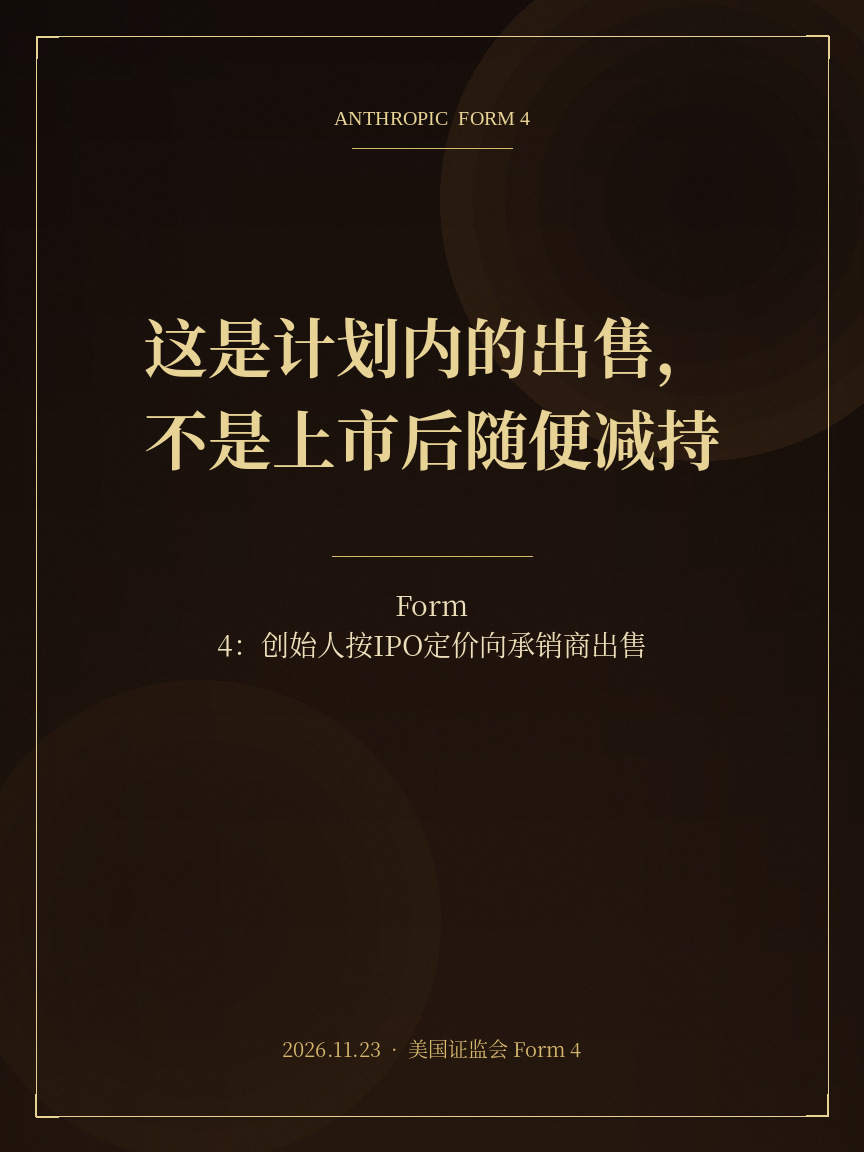 ANTHROPIC FORM 4
这是计划内的出售，
不是上市后随便减持
Form
4：创始人按IPO定价向承销商出售
2026.11.23 · 美国证监会 Form 4